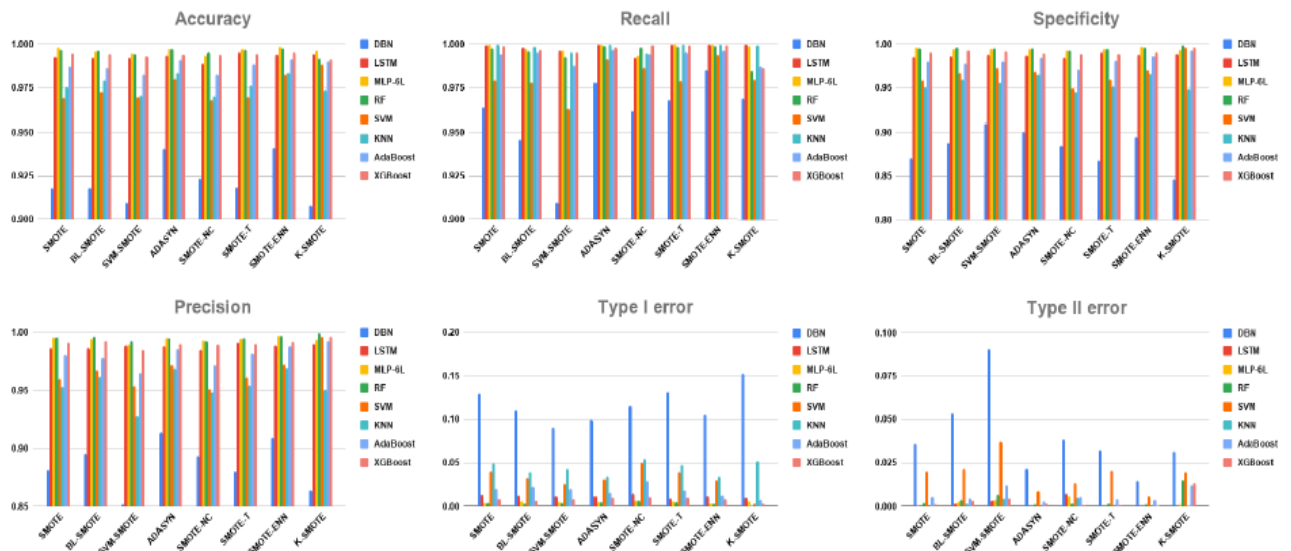 Accuracy
1.000
0.975
0.950
0.925
0.900
SMOTE
BL-SMOTE
SVM-SMOTE
ADASYN
SMOTE-NC
SMOTE-T
SMOTE-ENN
K-SMOTE
DBN
LSTM
MLP-6L
RF
SVM
KNN
AdaBoost
XGBoost
Recall
1.000
0.975
0.950
0.925
0.900
SMOTE
BL-SMOTE
SVM-SMOTE
ADASYN
SMOTE-NC
SMOTE-T
SMOTE-ENN
K-SMOTE
DBN
LSTM
MLP-6L
RF
SVM
KNN
AdaBoost
XGBoost
Specificity
1.00
0.95
0.90
0.85
0.80
SMOTE
BL-SMOTE
SVM-SMOTE
ADASYN
SMOTE-NC
SMOTE-T
SMOTE-ENN
K-SMOTE
DBN
LSTM
MLP-6L
RF
SVM
KNN
AdaBoost
XGBoost
Precision
1.00
0.95
0.90
0.85
SMOTE
BL-SMOTE
SVM-SMOTE
ADASYN
SMOTE-NC
SMOTE-T
SMOTE-ENN
K-SMOTE
DBN
LSTM
MLP-6L
RF
SVM
KNN
AdaBoost
XGBoost
Type I error
0.20
0.15
0.10
0.05
0.00
SMOTE
BL-SMOTE
SVM-SMOTE
ADASYN
SMOTE-NC
SMOTE-T
SMOTE-ENN
K-SMOTE
DBN
LSTM
MLP-6L
RF
SVM
KNN
AdaBoost
XGBoost
Type II error
0.100
0.075
0.050
0.025
0.000
SMOTE
BL-SMOTE
SVM-SMOTE
ADASYN
SMOTE-NC
SMOTE-T
SMOTE-ENN
K-SMOTE
DBN
LSTM
MLP-6L
RF
SVM
KNN
AdaBoost
XGBoost